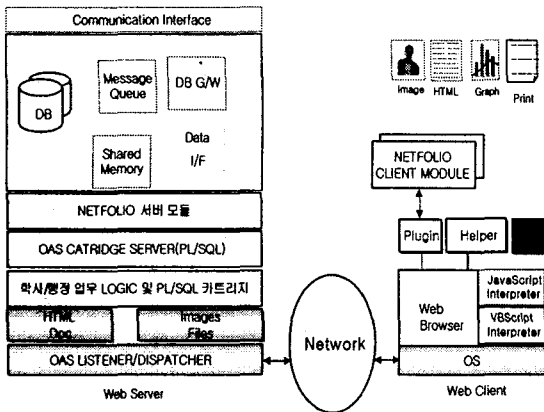 Communication Interface
DB
Message
Queue
DB G/W
Shared
Memory
Data
I/F
NETFOLIO 서버 모듈
OAS CATRIDGE SERVER(PL/SQL)
학사/행정 업무 LOGIC 및 PL/SQL 카트리지
HTML
Doc
Images
Files
OAS LISTENER/DISPATCHER
Web Server
Network
Image
HTML
Graph
Print
NETFOLIO
CLIENT MODULE
Plugin
Helper
Web
Browser
JavaScript
Interpreter
VBScript
Interpreter
OS
Web Client